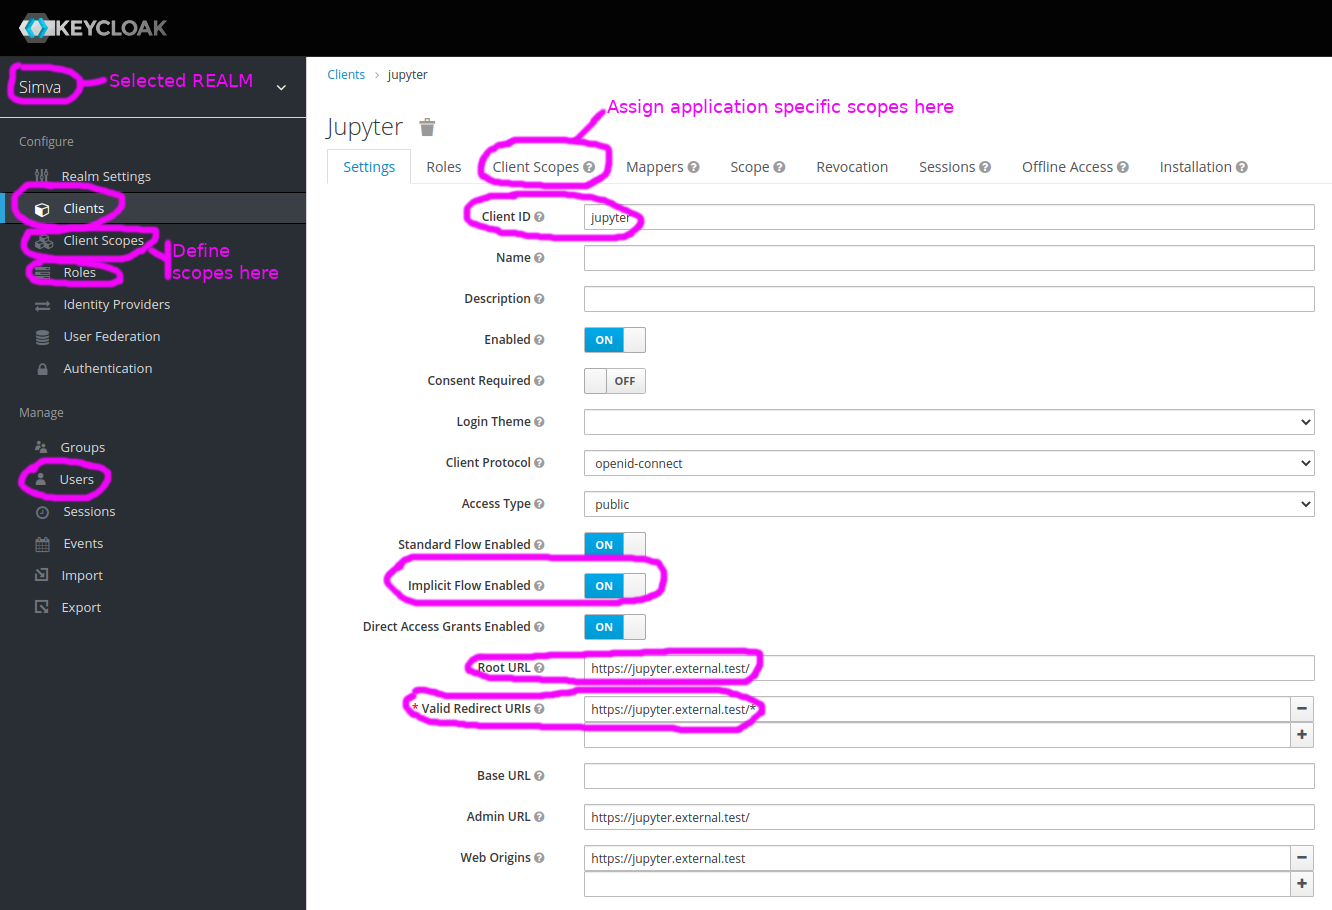 KEYCLOAK
Simva
Selected REALM
Configure
Realm Settings
Clients
Client Scopes
Define
scopes here
Roles
Identity Providers
User Federation
Authentication
Manage
Groups
Users
Sessions
Events
Import
Export
Clients > jupyter
Assign application specific scopes here
Jupyter
Settings Roles Client Scopes ? Mappers ? Scope ? Revocation Sessions ? Offline Access ? Installation ?
Client ID ? jupyter
Name ?
Description ?
Enabled ? ON
Consent Required ? OFF
Login Theme ?
Client Protocol ? openid-connect
Access Type ? public
Standard Flow Enabled ? ON
Implicit Flow Enabled ? ON
Direct Access Grants Enabled ? ON
Root URL ? https://jupyter.external.test/
* Valid Redirect URIs ? https://jupyter.external.test/* −
+
Base URL ?
Admin URL ? https://jupyter.external.test/
Web Origins ? https://jupyter.external.test −
+